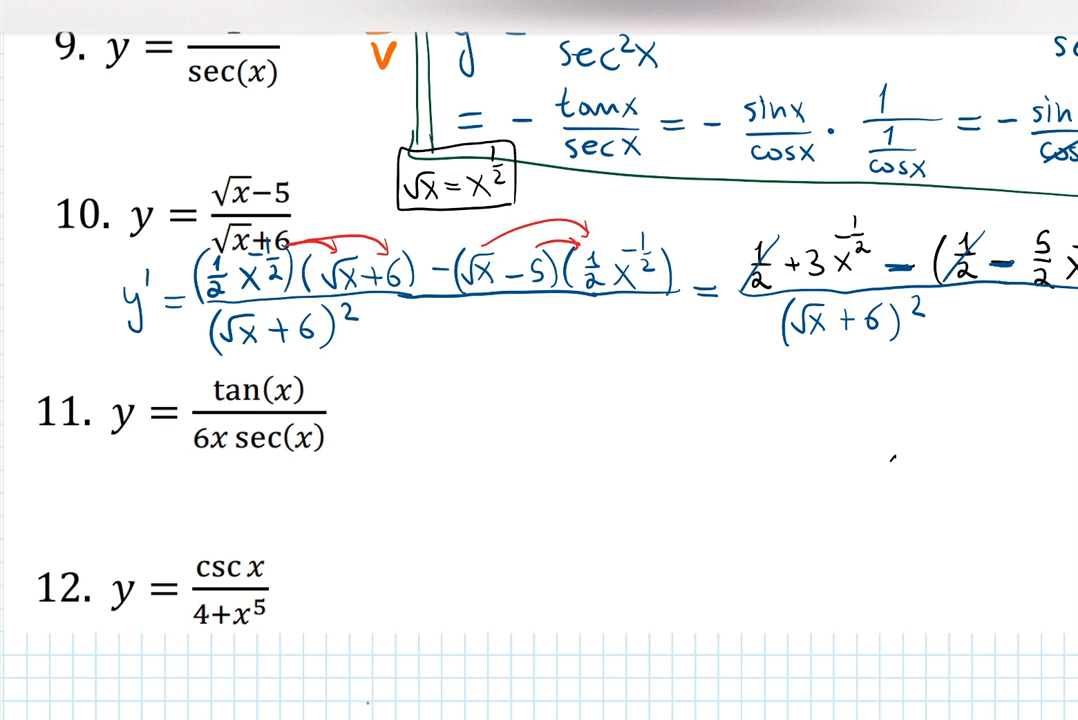 9. y = / sec(x)
V
y = sec²x
= - tanx/secx = - sinx/cosx · 1/(1/cosx) = - sin/cos
√x = x^(1/2)
10. y = (√x-5)/(√x+6)
y' = ((1/2 x^(-1/2))(√x+6) - (√x-5)(1/2 x^(-1/2)))/(√x+6)² = (1/2 + 3x^(-1/2) - (1/2 - 5/2 x/(√x+6)²
11. y = tan(x)/(6x sec(x))
12. y = csc x/(4+x⁵)